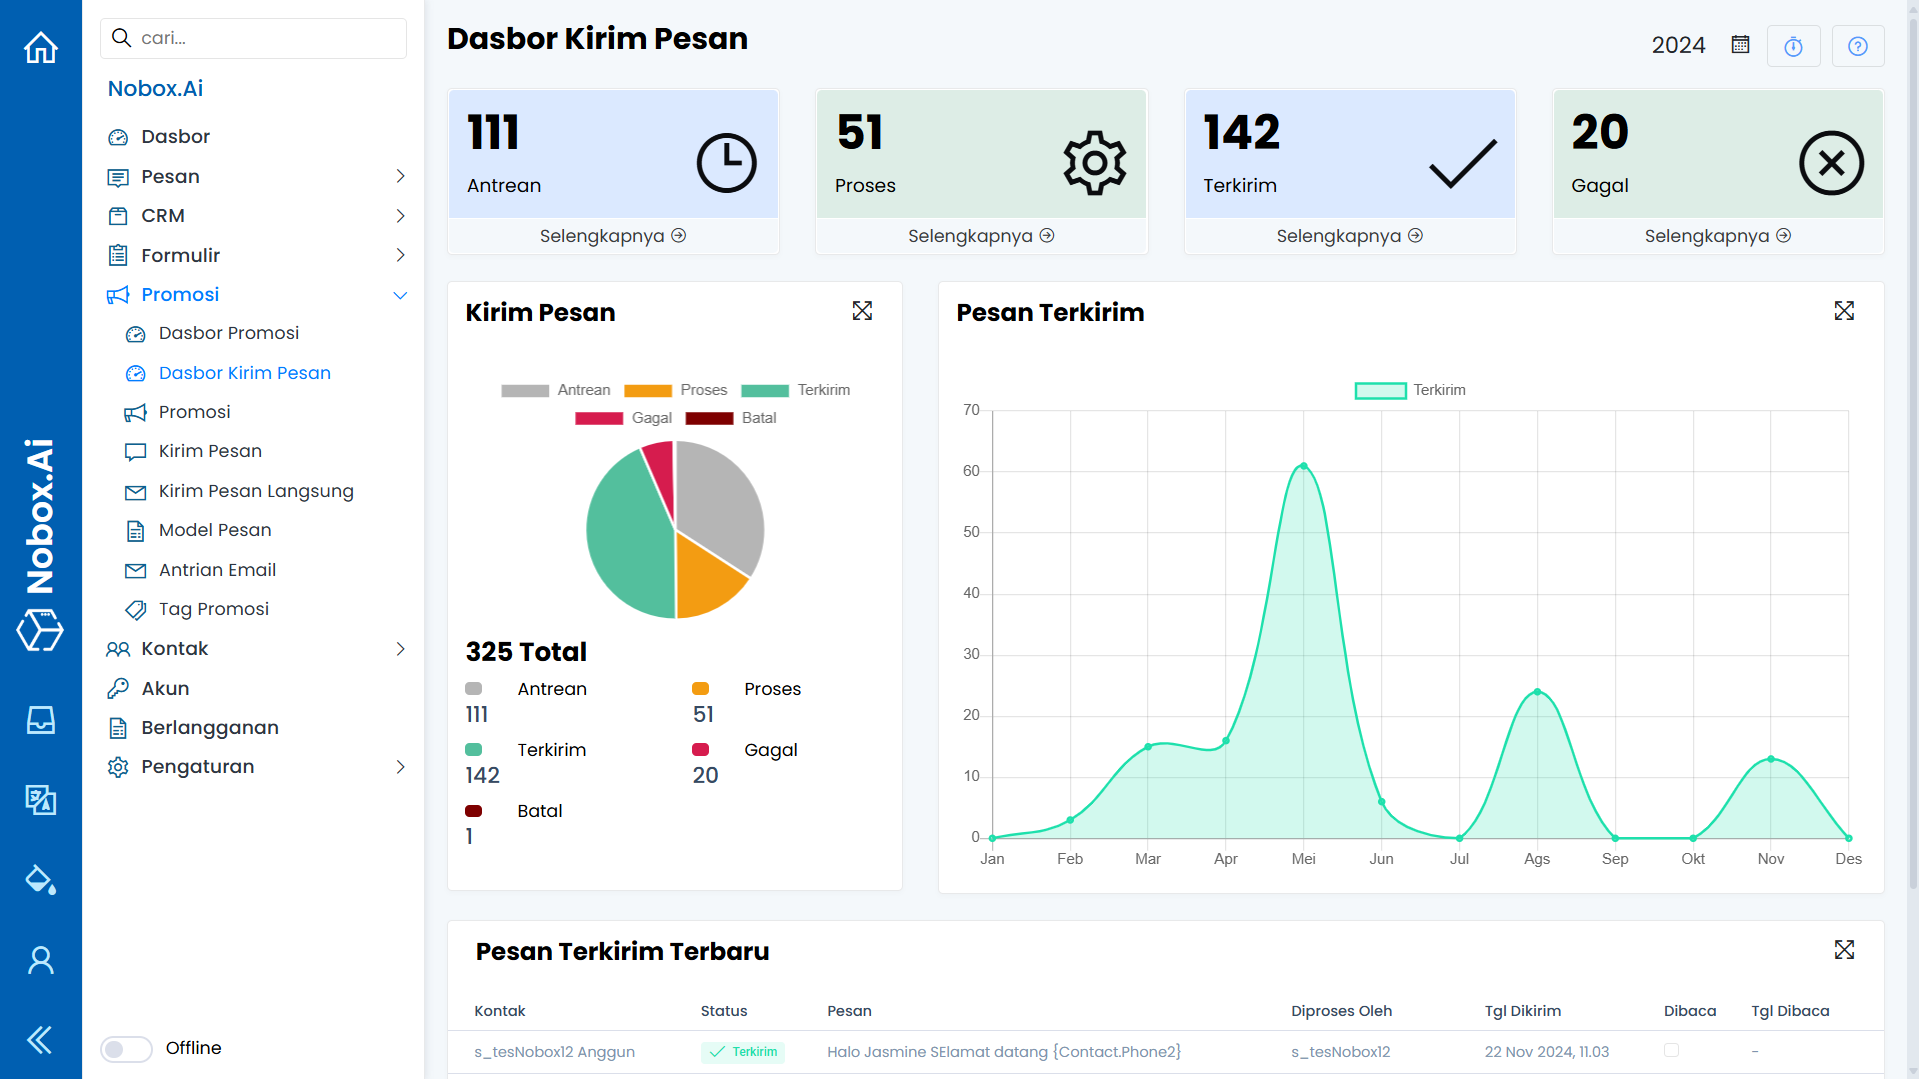 Nobox.Ai
cari...
Nobox.Ai
Dasbor
Pesan
CRM
Formulir
Promosi
Dasbor Promosi
Dasbor Kirim Pesan
Promosi
Kirim Pesan
Kirim Pesan Langsung
Model Pesan
Antrian Email
Tag Promosi
Kontak
Akun
Berlangganan
Pengaturan
Offline
Dasbor Kirim Pesan
2024
111
Antrean
Selengkapnya
51
Proses
Selengkapnya
142
Terkirim
Selengkapnya
20
Gagal
Selengkapnya
Kirim Pesan
Antrean Proses Terkirim
Gagal Batal
325 Total
Antrean Proses
111 51
Terkirim Gagal
142 20
Batal
1
Pesan Terkirim
Terkirim
70
60
50
40
30
20
10
0
Jan Feb Mar Apr Mei Jun Jul Ags Sep Okt Nov Des
Pesan Terkirim Terbaru
Kontak Status Pesan Diproses Oleh Tgl Dikirim Dibaca Tgl Dibaca
s_tesNobox12 Anggun Terkirim Halo Jasmine SElamat datang {Contact.Phone2} s_tesNobox12 22 Nov 2024, 11.03 -